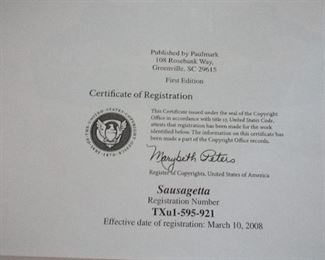 Published by Paulmark
108 Rosebank Way,
Greenville, SC 29615
First Edition
Certificate of Registration
This Certificate issued under the seal of the Copyright
Office in accordance with title 17, United States Code,
attests that registration has been made for the work
identified below. The information on this certificate has
been made a part of the Copyright Office records.
Marybeth Peters
Register of Copyrights, United States of America
Sausagetta
Registration Number
TXu1-595-921
Effective date of registration: March 10, 2008